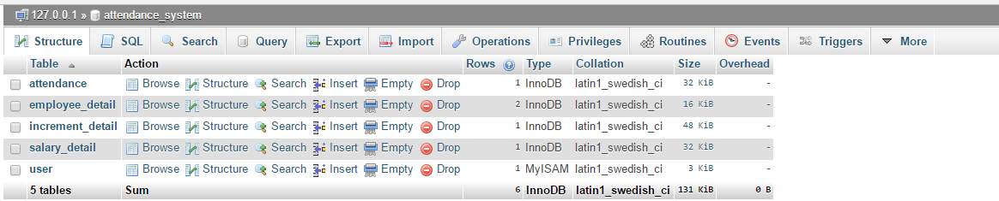 127.0.0.1 » attendance_system
Structure SQL Search Query Export Import Operations Privileges Routines Events Triggers More
Table Action Rows Type Collation Size Overhead
attendance Browse Structure Search Insert Empty Drop 1 InnoDB latin1_swedish_ci 32 KiB -
employee_detail Browse Structure Search Insert Empty Drop 2 InnoDB latin1_swedish_ci 16 KiB -
increment_detail Browse Structure Search Insert Empty Drop 1 InnoDB latin1_swedish_ci 48 KiB -
salary_detail Browse Structure Search Insert Empty Drop 1 InnoDB latin1_swedish_ci 32 KiB -
user Browse Structure Search Insert Empty Drop 1 MyISAM latin1_swedish_ci 3 KiB -
5 tables Sum 6 InnoDB latin1_swedish_ci 131 KiB 0 B